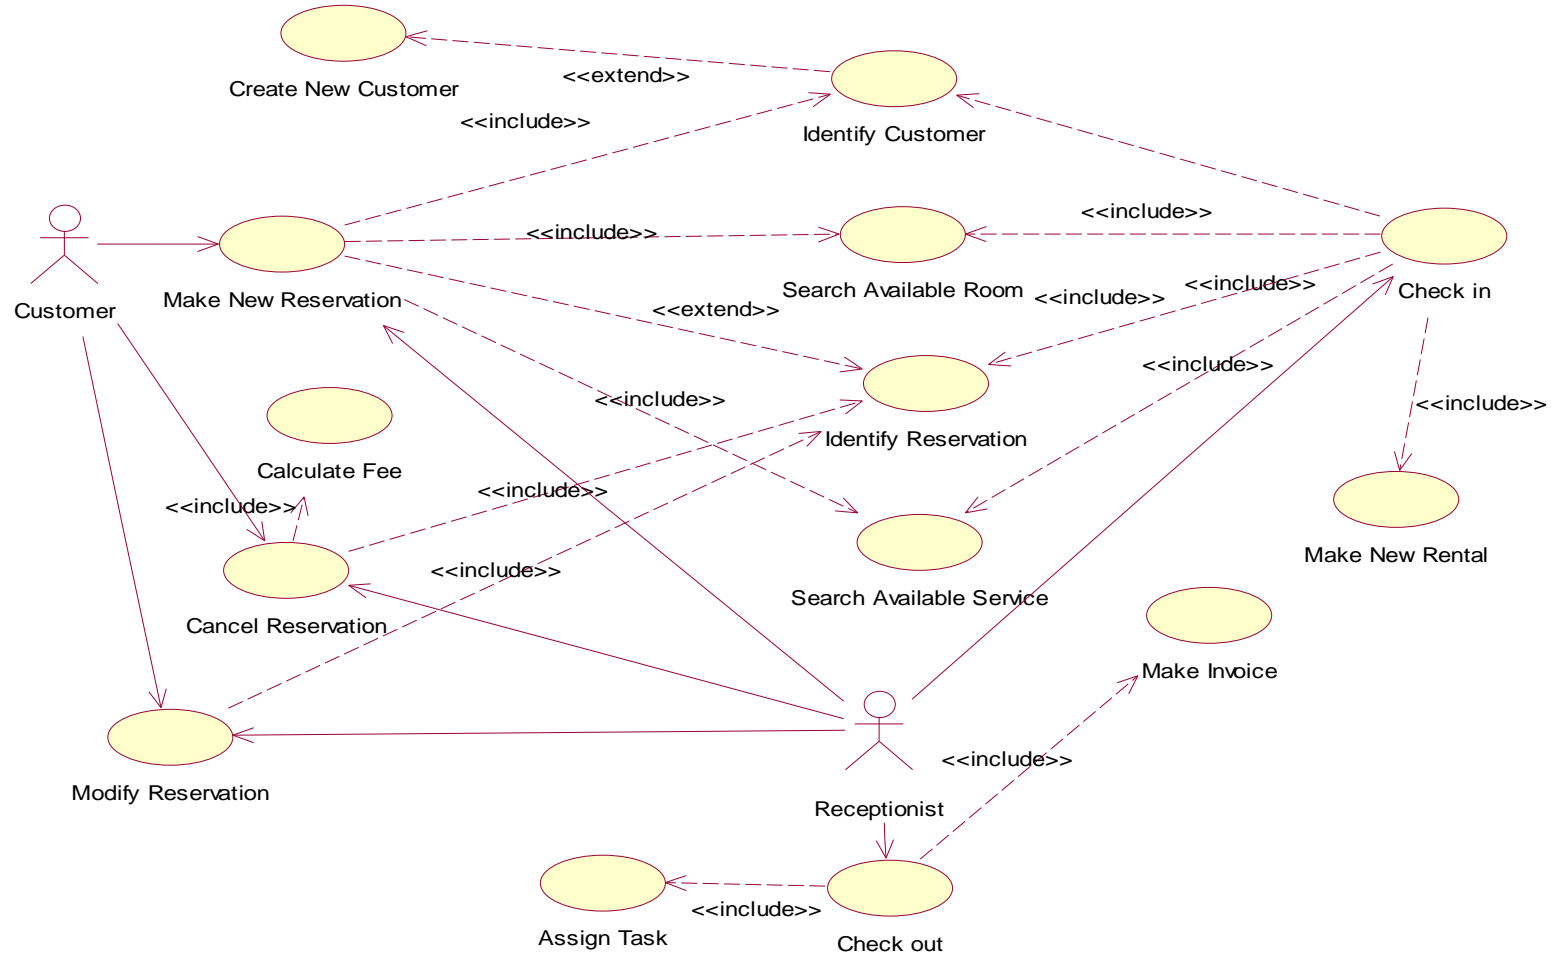 <<extend>>
Create New Customer
<<include>>
Identify Customer
<<include>>
<<include>>
Search Available Room
Check in
Make New Reservation
Customer
<<include>>
<<include>>
<<extend>>
<<include>>
<<include>>
<<include>>
Identify Reservation
Calculate Fee
<<include>>
<<include>>
Make New Rental
<<include>>
Search Available Service
Cancel Reservation
Make Invoice
<<include>>
Modify Reservation
Receptionist
<<include>>
Assign Task
Check out